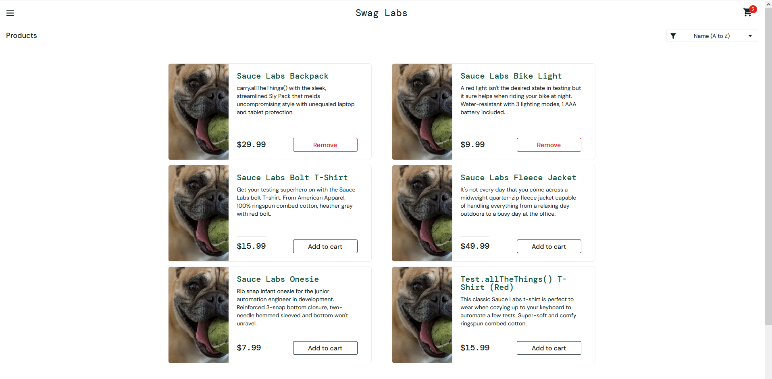 Swag Labs
2
Products
Name (A to Z)
Sauce Labs Backpack
carry.allTheThings() with the sleek,
streamlined Sly Pack that melds
uncompromising style with unequaled laptop
and tablet protection.
$29.99
Remove
Sauce Labs Bike Light
A red light isn't the desired state in testing but
it sure helps when riding your bike at night.
Water-resistant with 3 lighting modes, 1 AAA
battery included.
$9.99
Remove
Sauce Labs Bolt T-Shirt
Get your testing superhero on with the Sauce
Labs bolt T-shirt. From American Apparel,
100% ringspun combed cotton, heather gray
with red bolt.
$15.99
Add to cart
Sauce Labs Fleece Jacket
It's not every day that you come across a
midweight quarter-zip fleece jacket capable
of handling everything from a relaxing day
outdoors to a busy day at the office.
$49.99
Add to cart
Sauce Labs Onesie
Rib snap infant onesie for the junior
automation engineer in development.
Reinforced 3-snap bottom closure, two-
needle hemmed sleeved and bottom won't
unravel.
$7.99
Add to cart
Test.allTheThings() T-
Shirt (Red)
This classic Sauce Labs t-shirt is perfect to
wear when cozying up to your keyboard to
automate a few tests. Super-soft and comfy
ringspun combed cotton.
$15.99
Add to cart